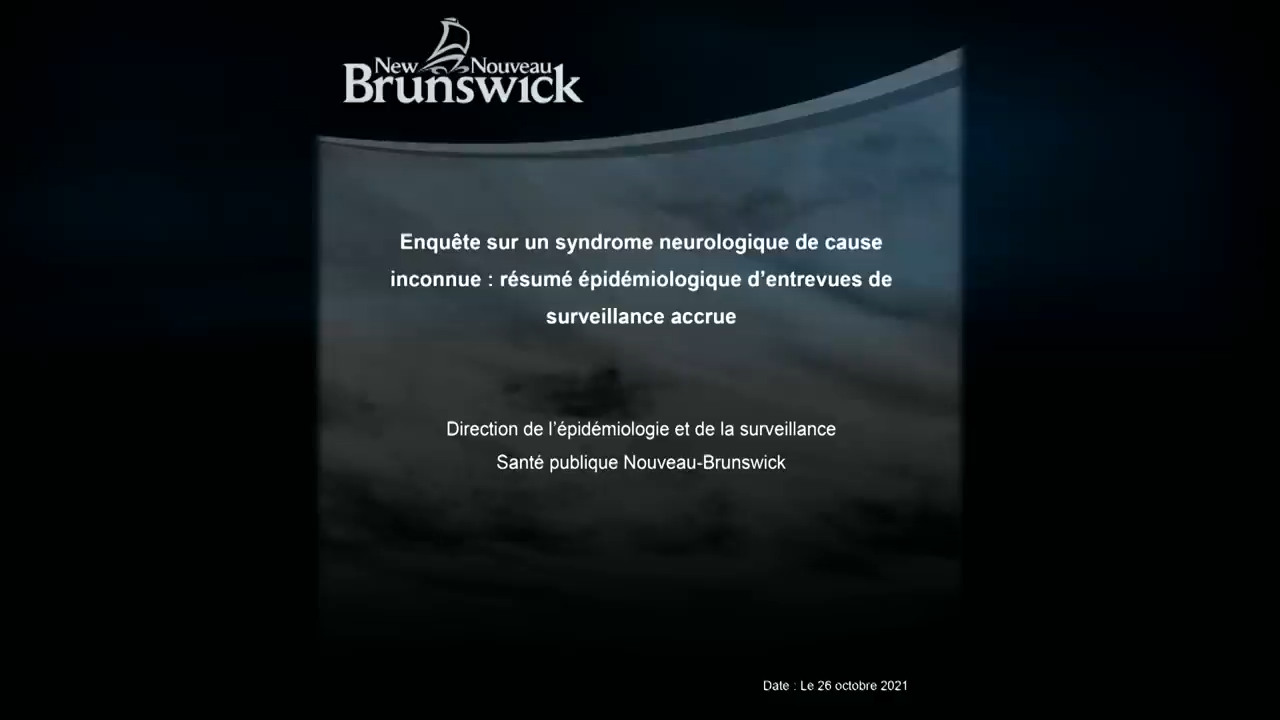 New Nouveau
Brunswick
Enquête sur un syndrome neurologique de cause
inconnue : résumé épidémiologique d’entrevues de
surveillance accrue
Direction de l’épidémiologie et de la surveillance
Santé publique Nouveau-Brunswick
Date : Le 26 octobre 2021